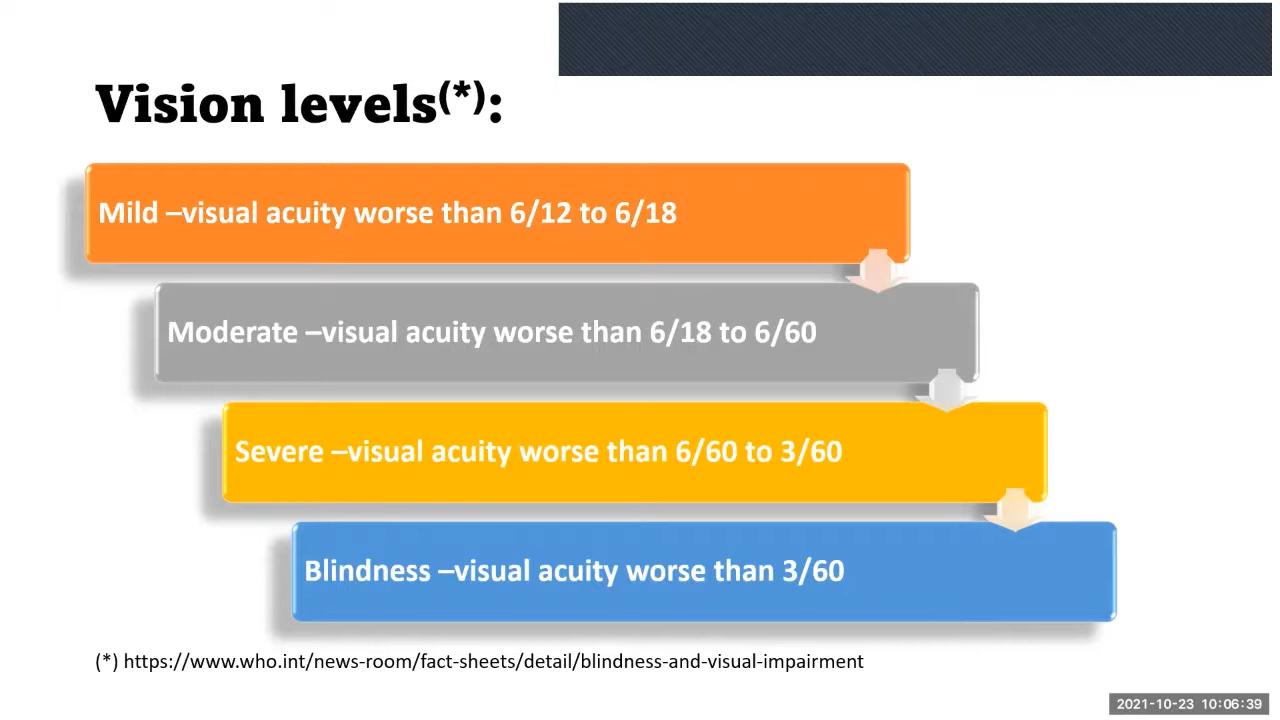 Vision levels(*):
Mild –visual acuity worse than 6/12 to 6/18
Moderate –visual acuity worse than 6/18 to 6/60
Severe –visual acuity worse than 6/60 to 3/60
Blindness –visual acuity worse than 3/60
(*) https://www.who.int/news-room/fact-sheets/detail/blindness-and-visual-impairment
2021-10-23 10:06:39